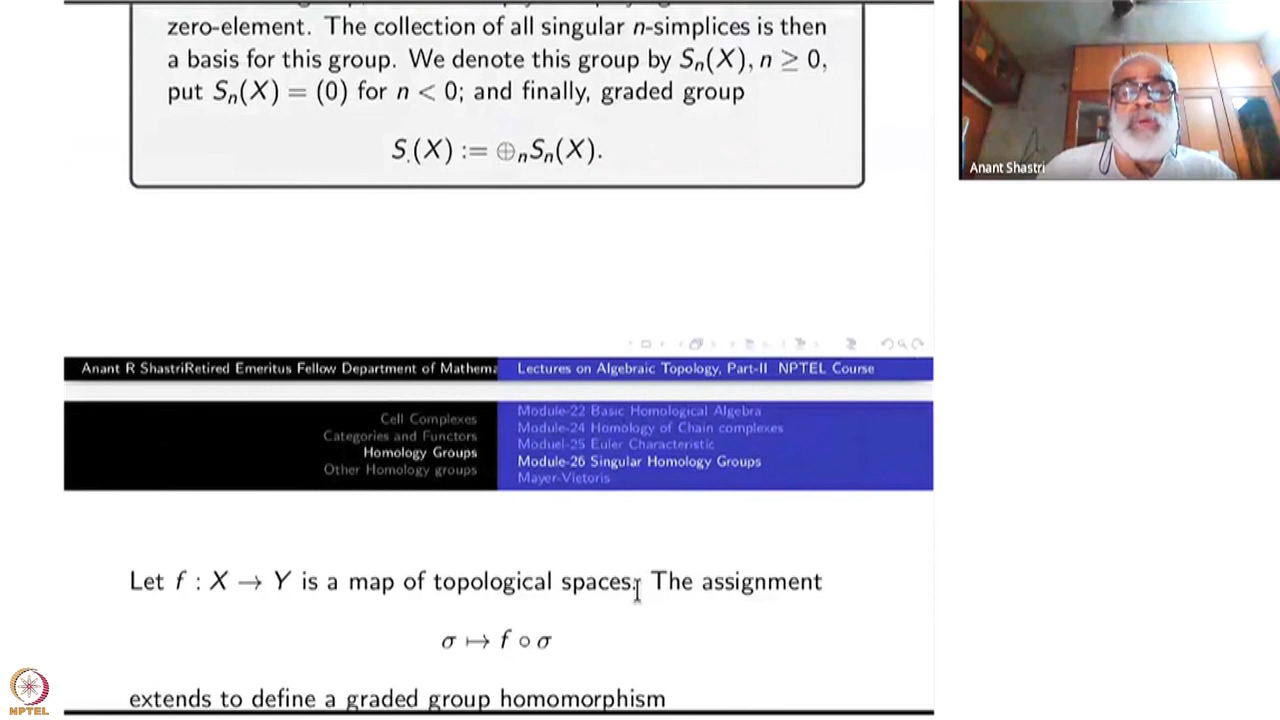 zero-element. The collection of all singular n-simplices is then
a basis for this group. We denote this group by Sn(X), n ≥ 0,
put Sn(X) = (0) for n < 0; and finally, graded group
S.(X) := ⊕nSn(X).
Anant Shastri
Anant R ShastriRetired Emeritus Fellow Department of Mathema
Lectures on Algebraic Topology, Part-II NPTEL Course
Cell Complexes
Categories and Functors
Homology Groups
Other Homology groups
Module-22 Basic Homological Algebra
Module-24 Homology of Chain complexes
Moduel-25 Euler Characteristic
Module-26 Singular Homology Groups
Mayer-Vietoris
Let f : X → Y is a map of topological spaces. The assignment
σ ↦ f ∘ σ
extends to define a graded group homomorphism
NPTEL